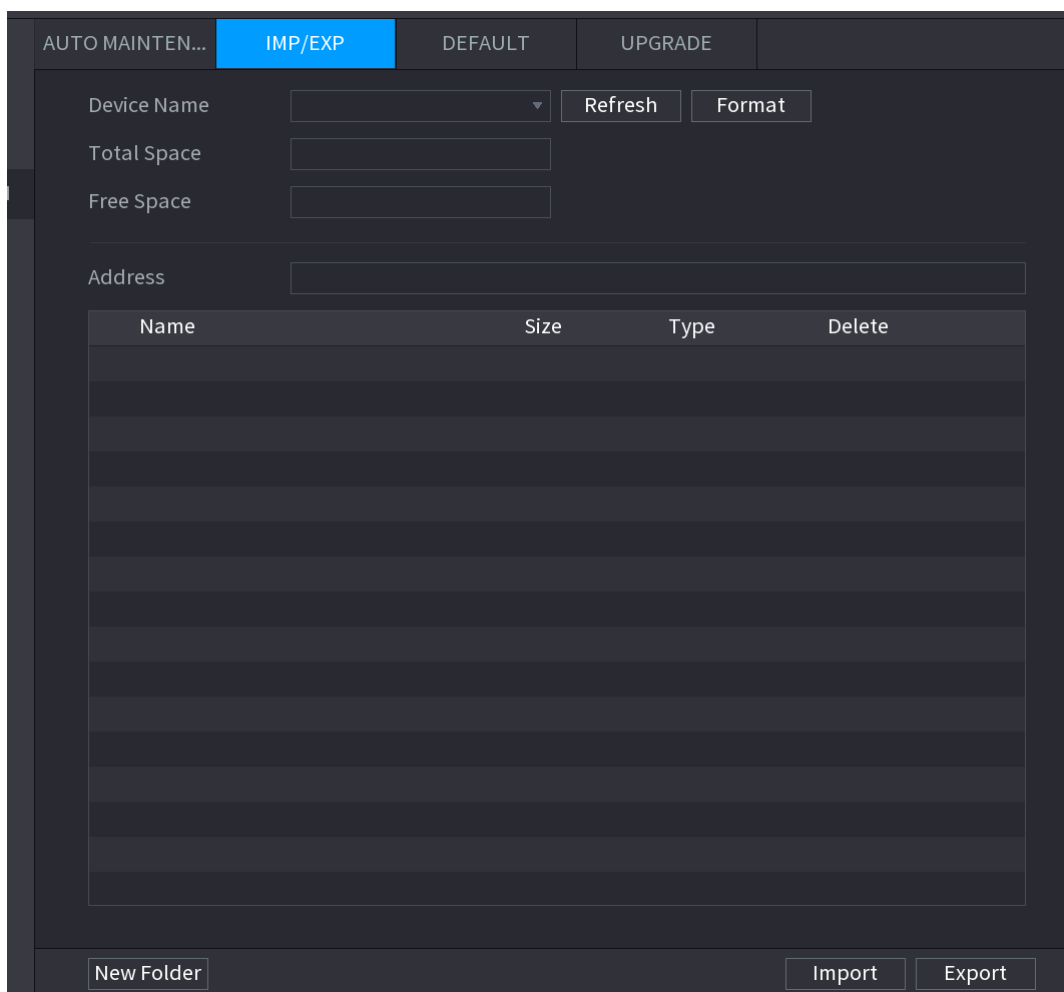 AUTO MAINTEN... IMP/EXP DEFAULT UPGRADE
Device Name Refresh Format
Total Space
Free Space
Address
Name Size Type Delete
New Folder Import Export